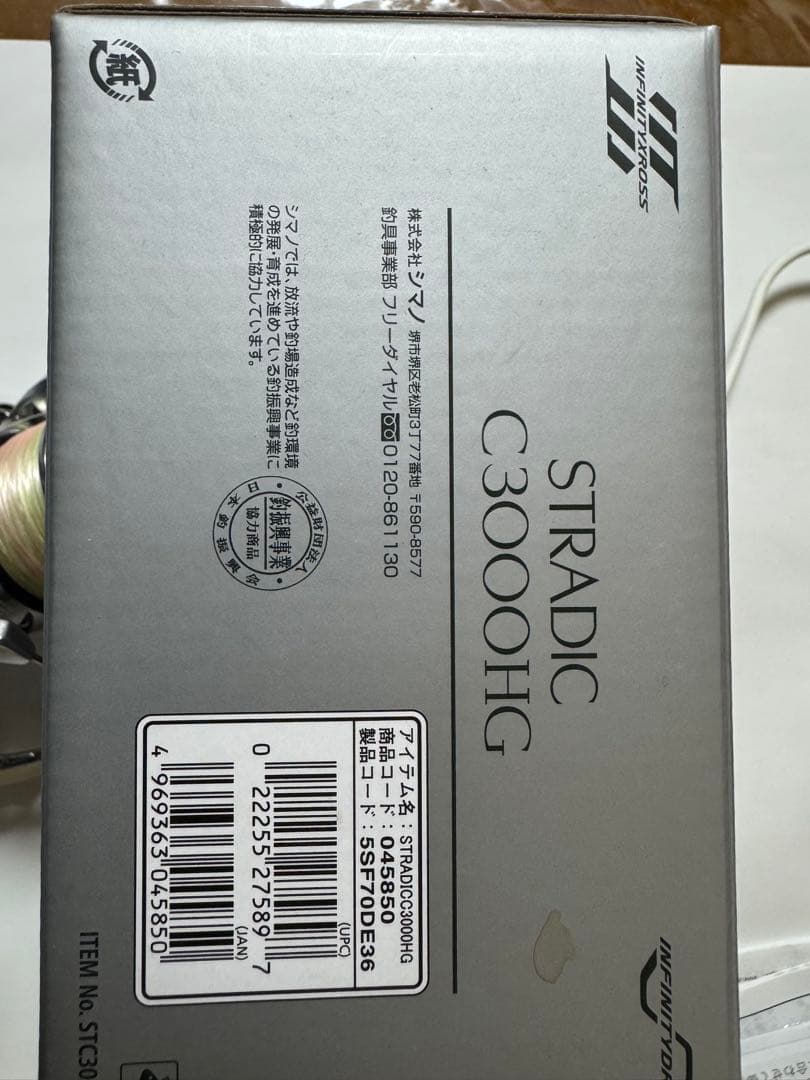 紙
INFINITYXROSS
STRADIC
C3000HG
株式会社 シマノ 堺市堺区老松町3丁77番地 〒590-8577
釣具事業部 フリーダイヤル 0120-861130
シマノでは、放流や釣場造成など釣環境
の発展・育成を進めている釣振興事業に
積極的に協力しています。
公益財団法人
釣振興事業
協力商品
日本釣振興会
アイテム名：STRADICC3000HG
商品コード：045850
製品コード：5SF70DE36
(UPC)
0 22255 27589 7
(JAN)
4 969363 045850
ITEM No. STC30